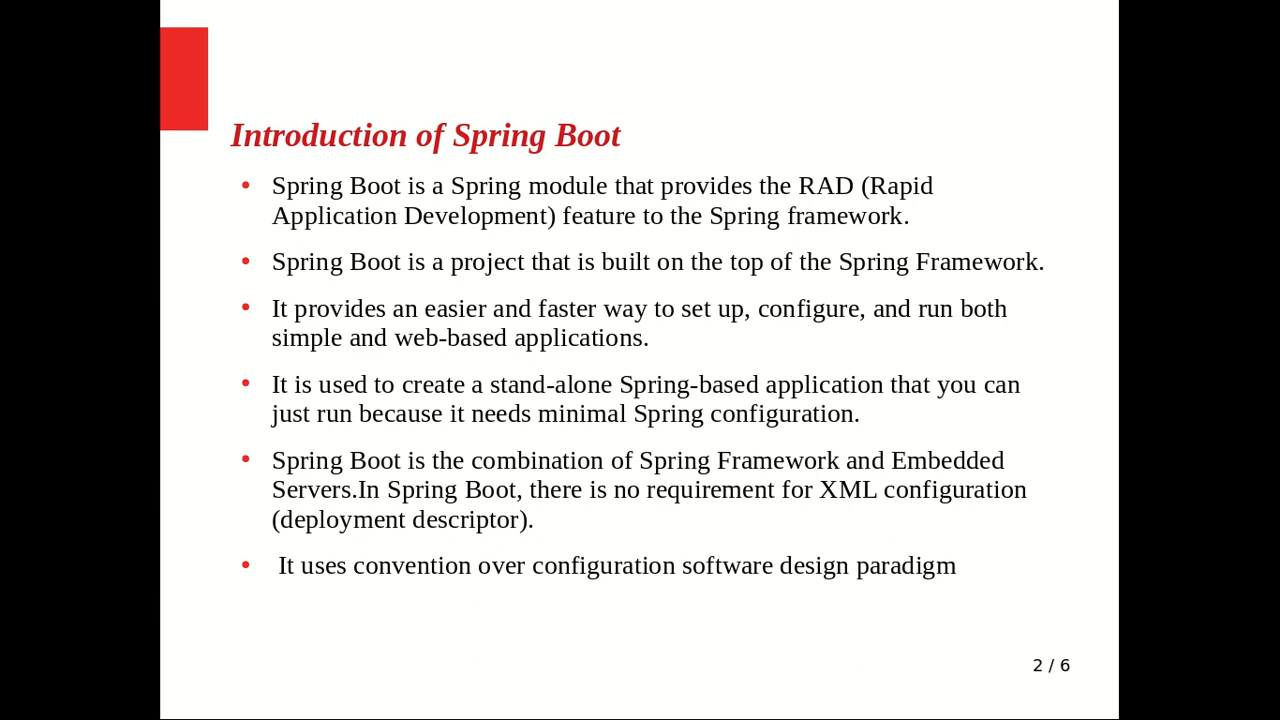 Introduction of Spring Boot
• Spring Boot is a Spring module that provides the RAD (Rapid
Application Development) feature to the Spring framework.
• Spring Boot is a project that is built on the top of the Spring Framework.
• It provides an easier and faster way to set up, configure, and run both
simple and web-based applications.
• It is used to create a stand-alone Spring-based application that you can
just run because it needs minimal Spring configuration.
• Spring Boot is the combination of Spring Framework and Embedded
Servers.In Spring Boot, there is no requirement for XML configuration
(deployment descriptor).
• It uses convention over configuration software design paradigm
2 / 6